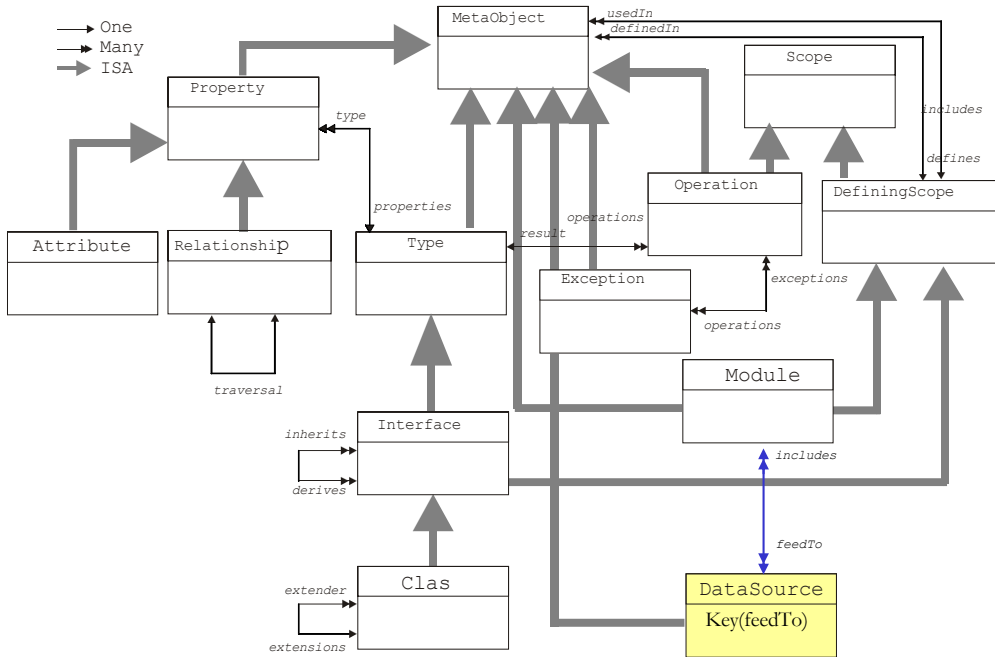 MetaObject
usedIn
definedIn
One
Many
ISA
Scope
Property
includes
type
defines
Operation
DefiningScope
properties
operations
Attribute
Relationship
Type
result
Exception
exceptions
operations
Module
traversal
Interface
inherits
includes
derives
feedTo
Clas
extender
DataSource
Key(feedTo)
extensions